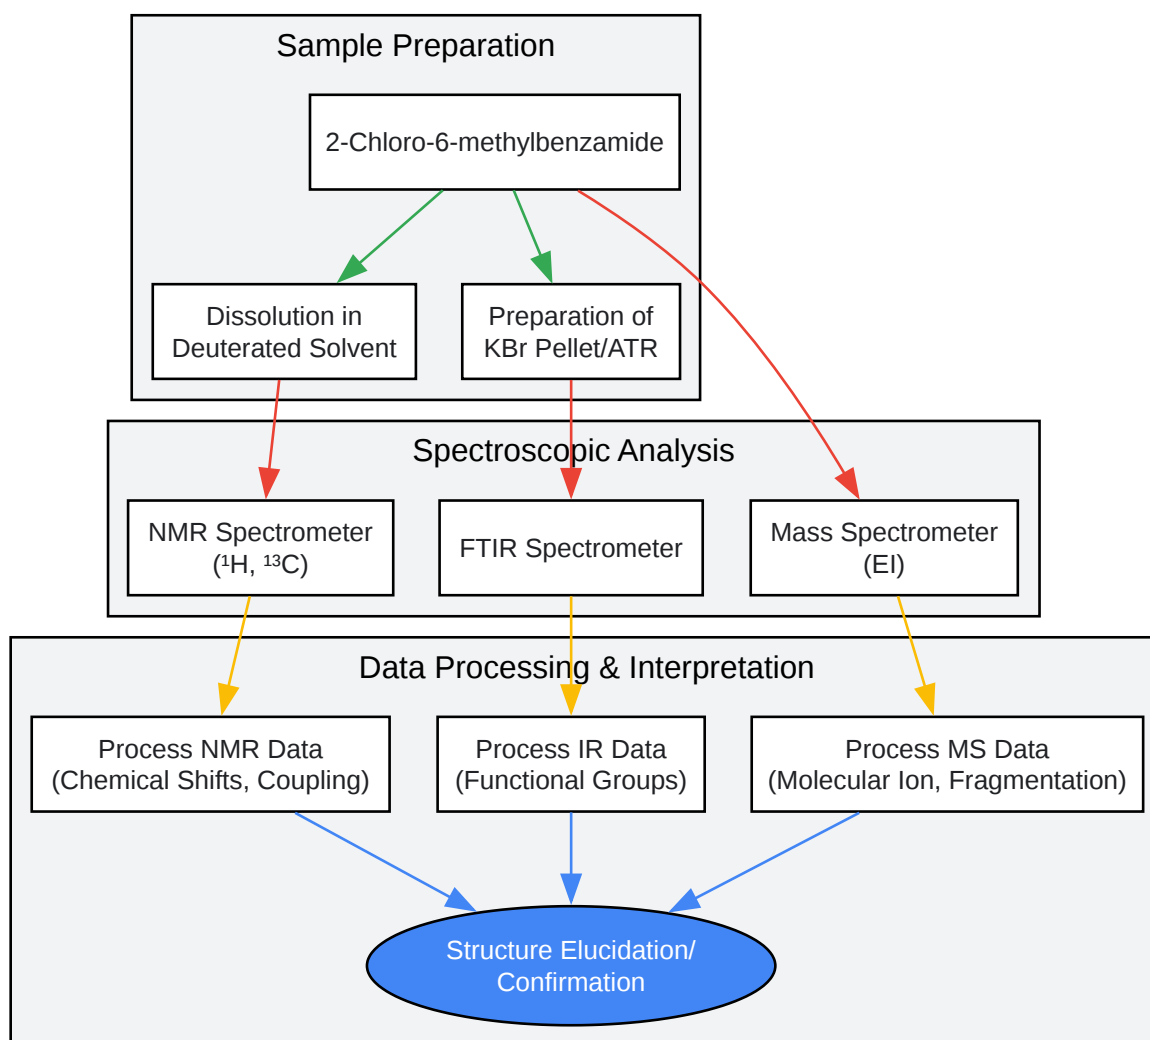 Sample Preparation
2-Chloro-6-methylbenzamide
Dissolution in
Deuterated Solvent
Preparation of
KBr Pellet/ATR
Spectroscopic Analysis
NMR Spectrometer
(¹H, ¹³C)
FTIR Spectrometer
Mass Spectrometer
(EI)
Data Processing & Interpretation
Process NMR Data
(Chemical Shifts, Coupling)
Process IR Data
(Functional Groups)
Process MS Data
(Molecular Ion, Fragmentation)
Structure Elucidation/
Confirmation